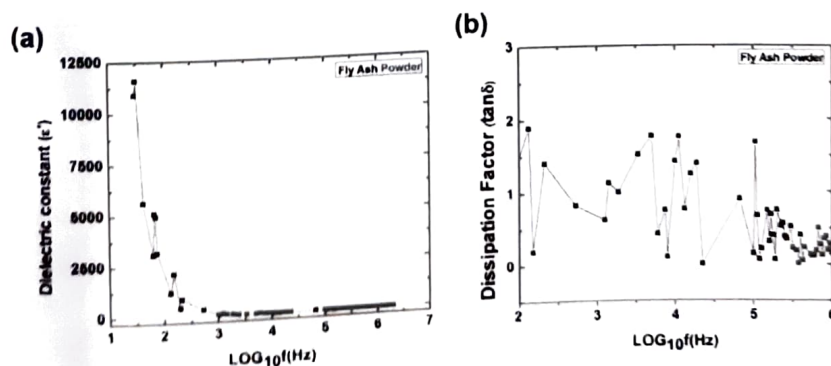 (a)
12500
10000
7500
5000
2500
0
Dielectric constant (ε')
Fly Ash Powder
1 2 3 4 5 6 7
LOG10f(Hz)
(b)
3
2
1
0
Dissipation Factor (tanδ)
Fly Ash Powder
2 3 4 5 6
LOG10f(Hz)